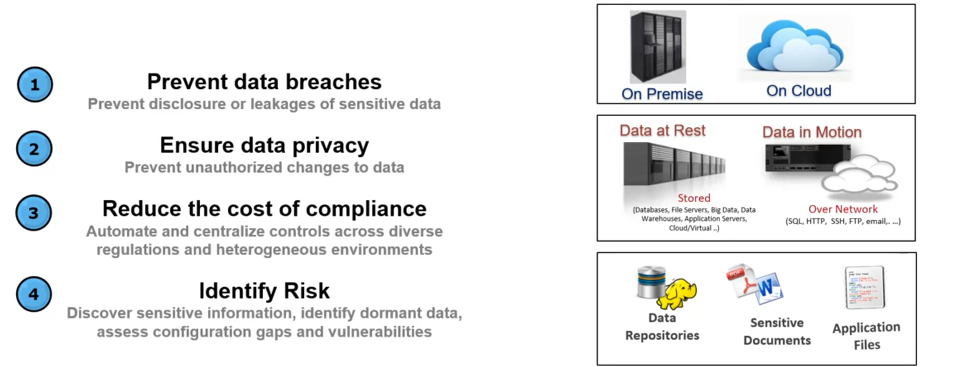 1
Prevent data breaches
Prevent disclosure or leakages of sensitive data
2
Ensure data privacy
Prevent unauthorized changes to data
3
Reduce the cost of compliance
Automate and centralize controls across diverse
regulations and heterogeneous environments
4
Identify Risk
Discover sensitive information, identify dormant data,
assess configuration gaps and vulnerabilities
On Premise
On Cloud
Data at Rest
Stored
(Databases, File Servers, Big Data, Data
Warehouses, Application Servers,
Cloud/Virtual ..)
Data in Motion
Over Network
(SQL, HTTP, SSH, FTP, email,. …)
Data
Repositories
PDF
W
Sensitive
Documents
Application
Files